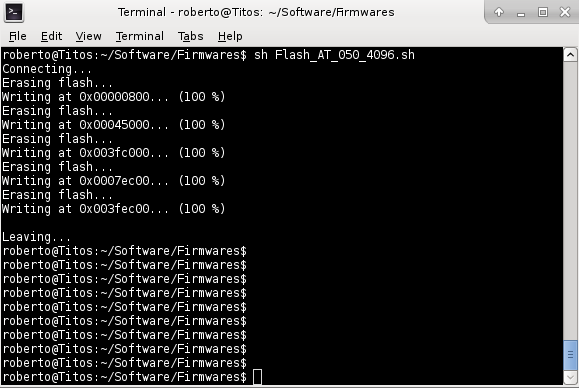 Terminal - roberto@Titos: ~/Software/Firmwares
File Edit View Terminal Tabs Help
roberto@Titos:~/Software/Firmwares$ sh Flash_AT_050_4096.sh
Connecting...
Erasing flash...
Writing at 0x00000800... (100 %)
Erasing flash...
Writing at 0x00045000... (100 %)
Erasing flash...
Writing at 0x003fc000... (100 %)
Erasing flash...
Writing at 0x0007ec00... (100 %)
Erasing flash...
Writing at 0x003fec00... (100 %)
Leaving...
roberto@Titos:~/Software/Firmwares$
roberto@Titos:~/Software/Firmwares$
roberto@Titos:~/Software/Firmwares$
roberto@Titos:~/Software/Firmwares$
roberto@Titos:~/Software/Firmwares$
roberto@Titos:~/Software/Firmwares$
roberto@Titos:~/Software/Firmwares$
roberto@Titos:~/Software/Firmwares$
roberto@Titos:~/Software/Firmwares$
roberto@Titos:~/Software/Firmwares$